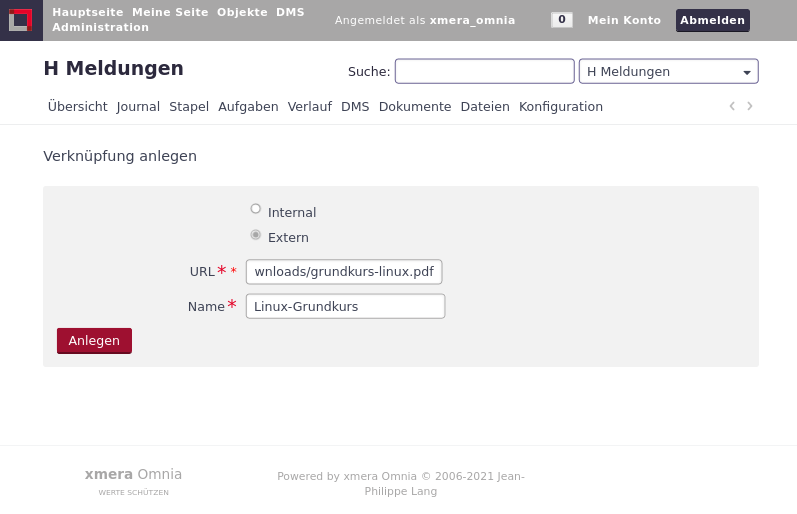 Hauptseite Meine Seite Objekte DMS
Administration
Angemeldet als xmera_omnia
0
Mein Konto
Abmelden
H Meldungen
Suche:
H Meldungen
Übersicht Journal Stapel Aufgaben Verlauf DMS Dokumente Dateien Konfiguration
Verknüpfung anlegen
Internal
Extern
URL * *
wnloads/grundkurs-linux.pdf
Name *
Linux-Grundkurs
Anlegen
xmera Omnia
WERTE SCHÜTZEN
Powered by xmera Omnia © 2006-2021 Jean-
Philippe Lang